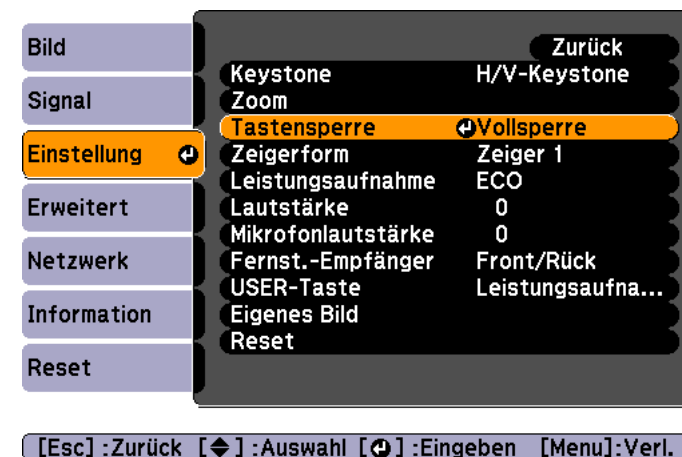 Bild
Signal
Einstellung
Erweitert
Netzwerk
Information
Reset
Zurück
Keystone H/V-Keystone
Zoom
Tastensperre Vollsperre
Zeigerform Zeiger 1
Leistungsaufnahme ECO
Lautstärke 0
Mikrofonlautstärke 0
Fernst.-Empfänger Front/Rück
USER-Taste Leistungsaufna...
Eigenes Bild
Reset
[Esc] :Zurück [◆] :Auswahl [⏎] :Eingeben [Menu]:Verl.